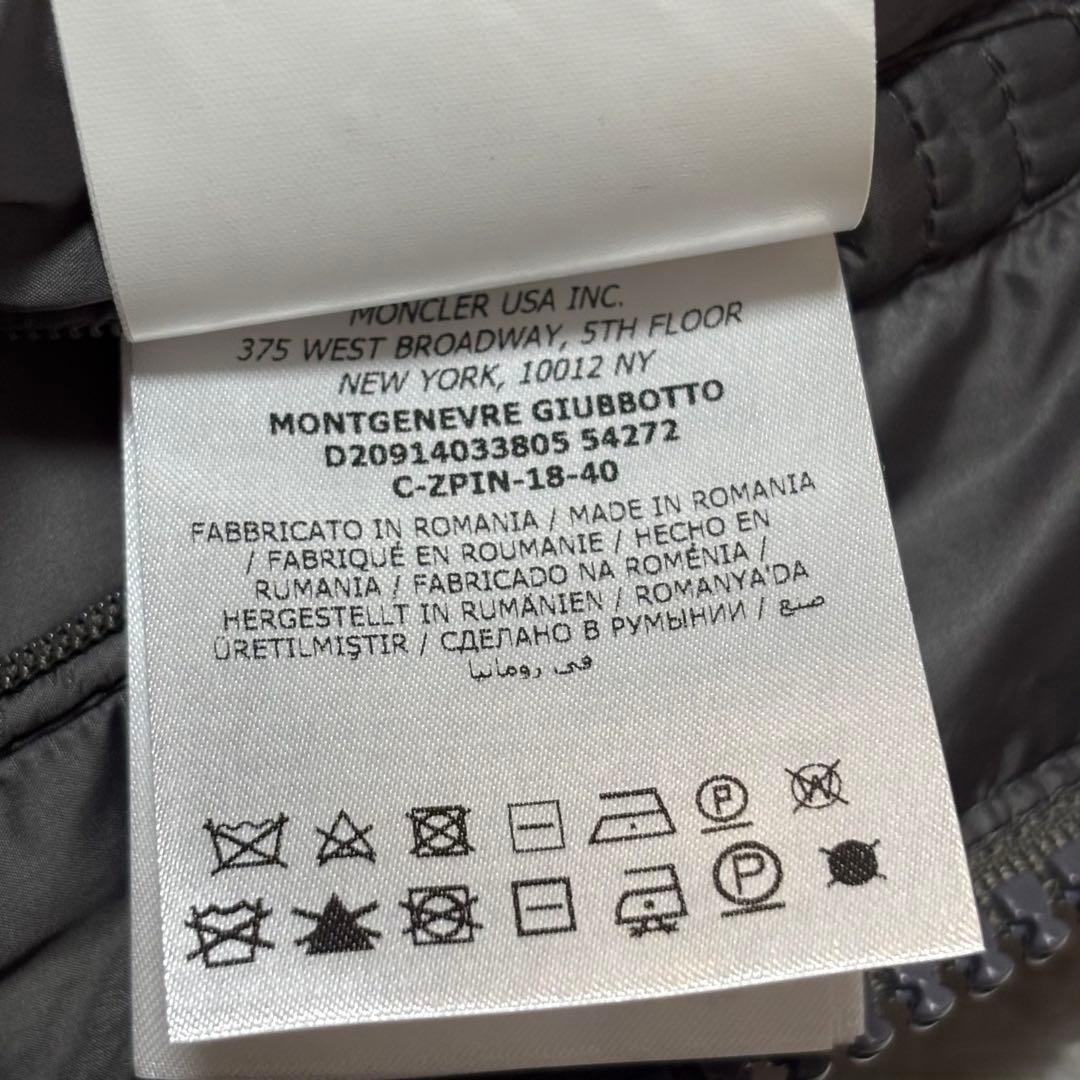 MONCLER USA INC.
375 WEST BROADWAY, 5TH FLOOR
NEW YORK, 10012 NY
MONTGENEVRE GIUBBOTTO
D20914033805 54272
C-ZPIN-18-40
FABBRICATO IN ROMANIA / MADE IN ROMANIA
/ FABRIQUÉ EN ROUMANIE / HECHO EN
RUMANIA / FABRICADO NA ROMÉNIA /
HERGESTELLT IN RUMÄNIEN / ROMANYA'DA
ÜRETILMIŞTIR / СДЕЛАНО В РУМЫНИИ / صنع
في رومانيا
P W
P